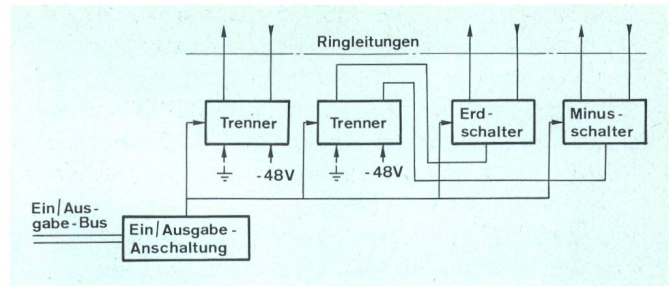 Ringleitungen
Trenner
Trenner
Erd-
schalter
Minus-
schalter
-48V
-48V
Ein/Aus-
gabe-Bus
Ein/Ausgabe-
Anschaltung